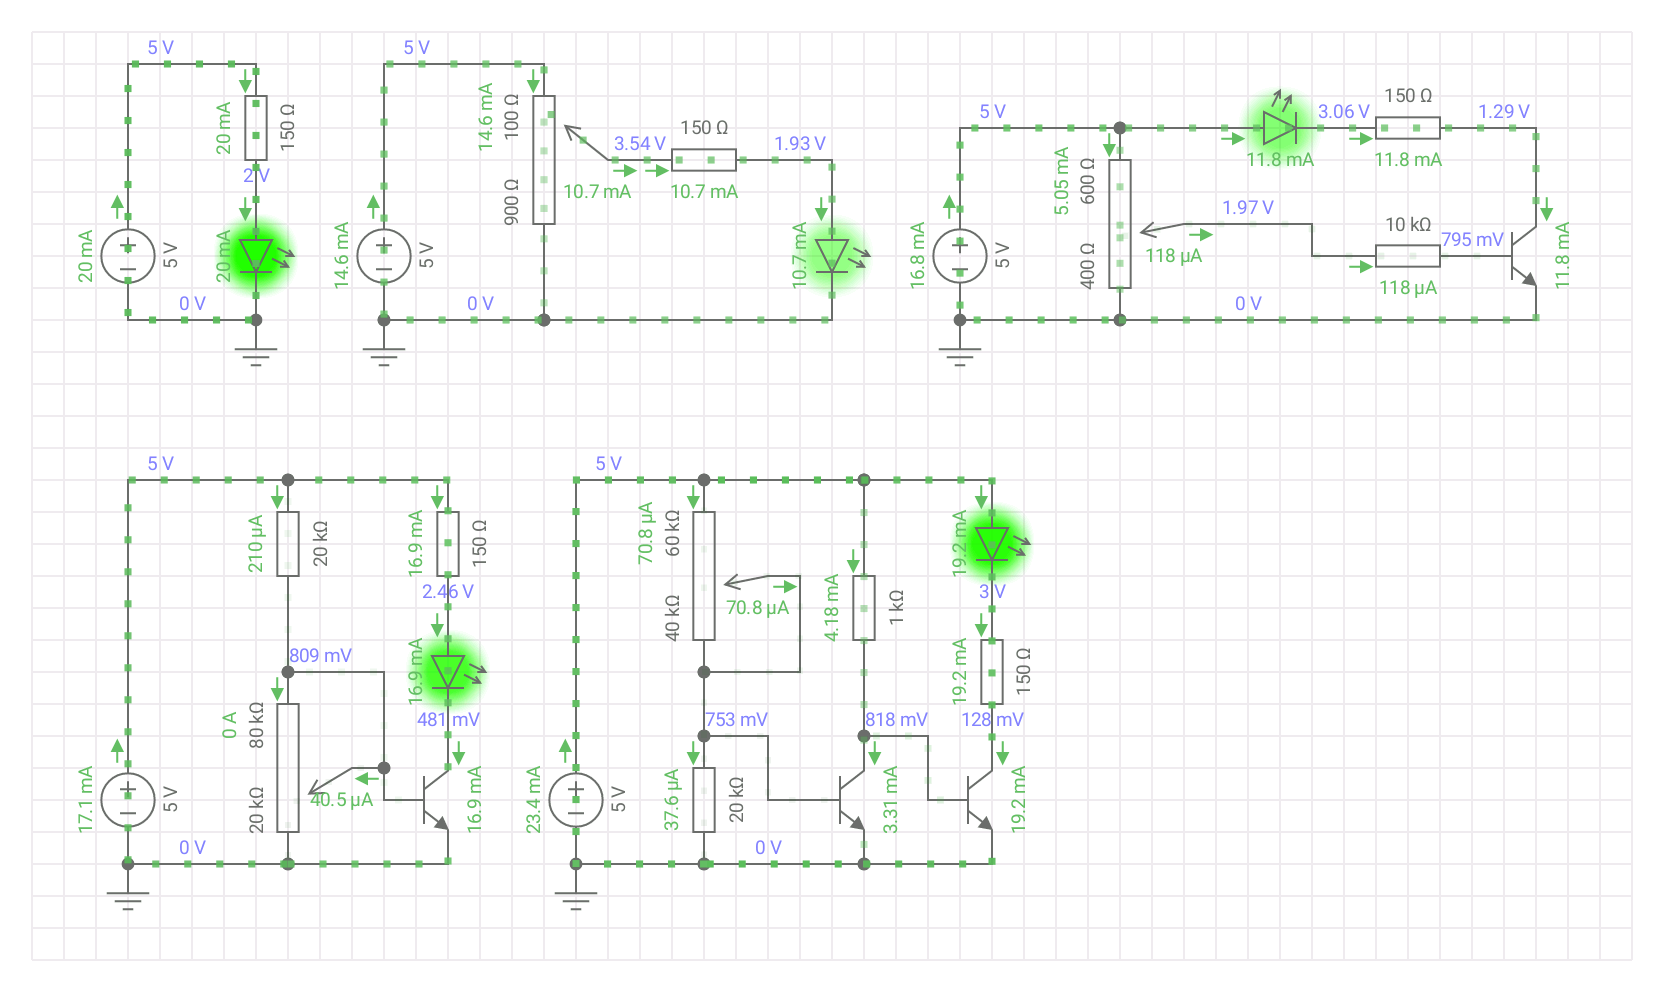 5 V
20 mA
150 Ω
2 V
20 mA
5 V
20 mA
0 V
5 V
14.6 mA
100 Ω
3.54 V
150 Ω
1.93 V
10.7 mA
10.7 mA
900 Ω
14.6 mA
5 V
10.7 mA
0 V
5 V
3.06 V
150 Ω
1.29 V
11.8 mA
11.8 mA
5.05 mA
600 Ω
1.97 V
10 kΩ
795 mV
118 µA
118 µA
400 Ω
16.8 mA
5 V
11.8 mA
0 V
5 V
210 µA
20 kΩ
16.9 mA
150 Ω
2.46 V
809 mV
16.9 mA
481 mV
0 A
80 kΩ
40.5 µA
20 kΩ
17.1 mA
5 V
16.9 mA
0 V
5 V
70.8 µA
60 kΩ
19.2 mA
70.8 µA
40 kΩ
4.18 mA
1 kΩ
3 V
19.2 mA
150 Ω
753 mV
818 mV
128 mV
23.4 mA
5 V
37.6 µA
20 kΩ
3.31 mA
19.2 mA
0 V